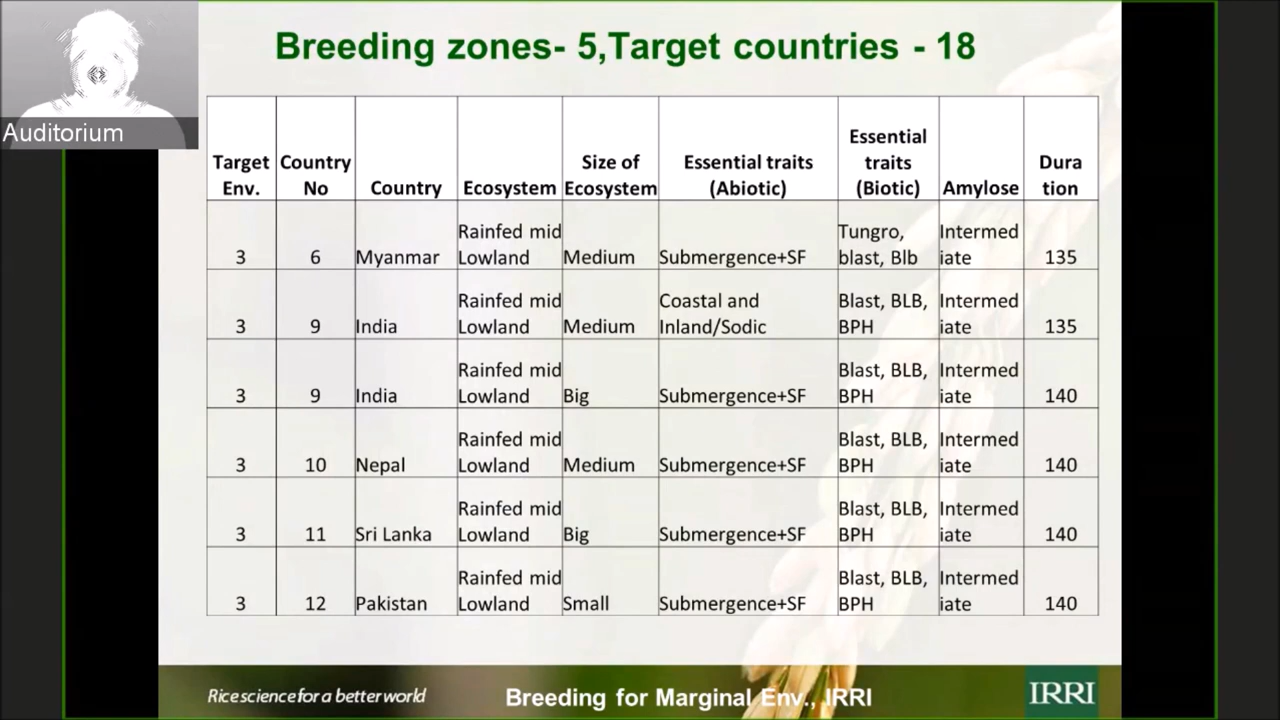 Breeding zones- 5,Target countries - 18
Auditorium
Target Env. Country No Country Ecosystem Size of Ecosystem Essential traits (Abiotic) Essential traits (Biotic) Amylose Dura tion
3 6 Myanmar Rainfed mid Lowland Medium Submergence+SF Tungro, blast, Blb Intermed iate 135
3 9 India Rainfed mid Lowland Medium Coastal and Inland/Sodic Blast, BLB, BPH Intermed iate 135
3 9 India Rainfed mid Lowland Big Submergence+SF Blast, BLB, BPH Intermed iate 140
3 10 Nepal Rainfed mid Lowland Medium Submergence+SF Blast, BLB, BPH Intermed iate 140
3 11 Sri Lanka Rainfed mid Lowland Big Submergence+SF Blast, BLB, BPH Intermed iate 140
3 12 Pakistan Rainfed mid Lowland Small Submergence+SF Blast, BLB, BPH Intermed iate 140
Rice science for a better world
Breeding for Marginal Env., IRRI
IRRI